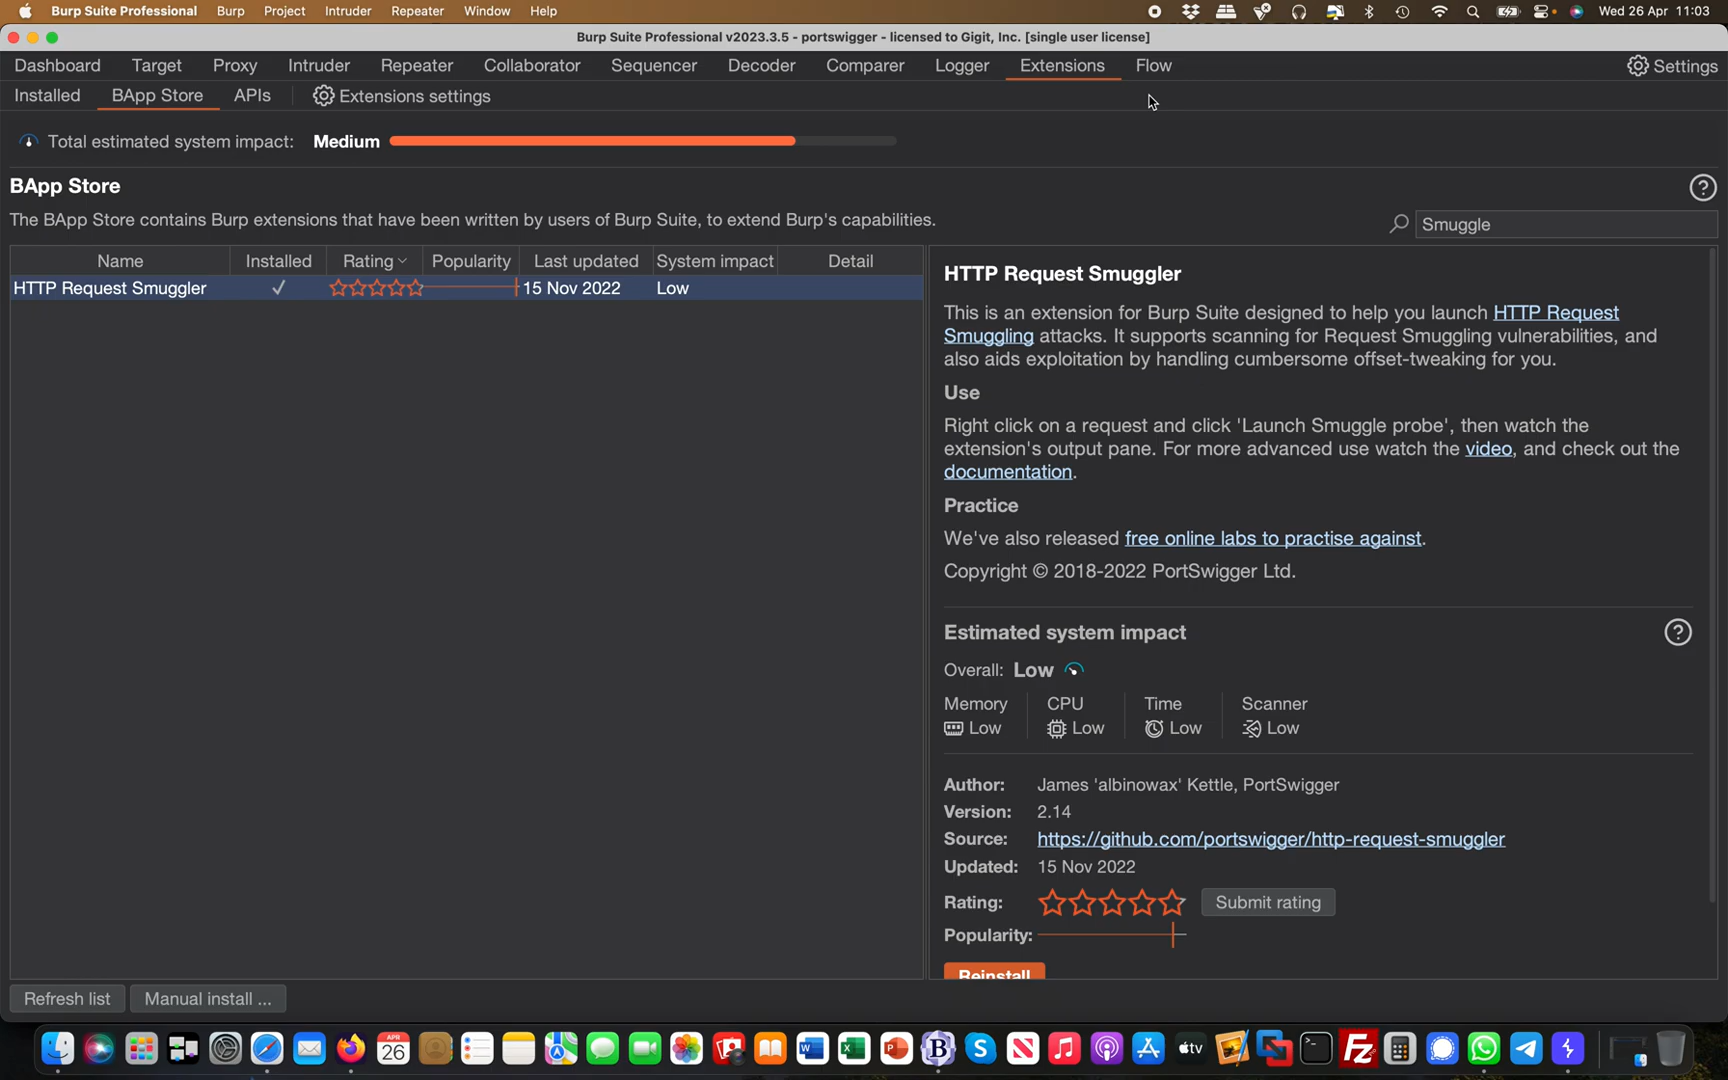 Burp Suite Professional Burp Project Intruder Repeater Window Help Wed 26 Apr 11:03
Burp Suite Professional v2023.3.5 - portswigger - licensed to Gigit, Inc. [single user license]
Dashboard Target Proxy Intruder Repeater Collaborator Sequencer Decoder Comparer Logger Extensions Flow Settings
Installed BApp Store APIs Extensions settings
Total estimated system impact: Medium
BApp Store
The BApp Store contains Burp extensions that have been written by users of Burp Suite, to extend Burp's capabilities.
Smuggle
Name Installed Rating Popularity Last updated System impact Detail
HTTP Request Smuggler 15 Nov 2022 Low
HTTP Request Smuggler
This is an extension for Burp Suite designed to help you launch HTTP Request
Smuggling attacks. It supports scanning for Request Smuggling vulnerabilities, and
also aids exploitation by handling cumbersome offset-tweaking for you.
Use
Right click on a request and click 'Launch Smuggle probe', then watch the
extension's output pane. For more advanced use watch the video, and check out the
documentation.
Practice
We've also released free online labs to practise against.
Copyright © 2018-2022 PortSwigger Ltd.
Estimated system impact
Overall: Low
Memory CPU Time Scanner
Low Low Low Low
Author: James 'albinowax' Kettle, PortSwigger
Version: 2.14
Source: https://github.com/portswigger/http-request-smuggler
Updated: 15 Nov 2022
Rating: Submit rating
Popularity:
Reinstall
Refresh list Manual install ...
APR
26
tv